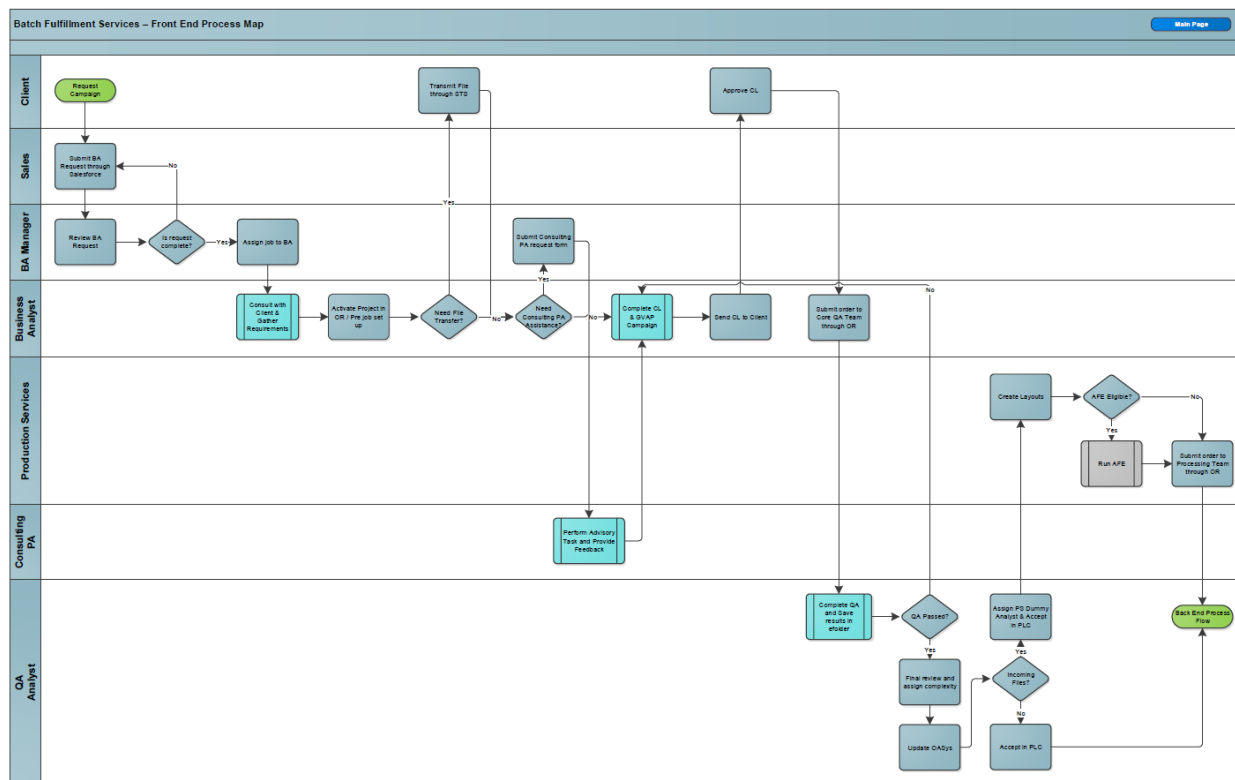 Batch Fulfillment Services – Front End Process Map
Main Page
Client
Request
Campaign
Transmit File
through STS
Approve CL
Sales
Submit BA
Request through
Salesforce
No
BA Manager
Review BA
Request
Is request
complete?
Yes
Assign job to BA
Yes
Submit Consulting
PA request form
Yes
No
Business
Analyst
Consult with
Client &
Gather
Requirements
Activate Project in
OR / Pre job set
up
Need File
Transfer?
No
Need
Consulting PA
Assistance?
No
Complete CL
& GVAP
Campaign
Send CL to Client
Submit order to
Core QA Team
through OR
Production Services
Create Layouts
AFE Eligible?
No
Yes
Run AFE
Submit order to
Processing Team
through OR
Consulting
PA
Perform Advisory
Task and Provide
Feedback
QA
Analyst
Complete QA
and Save
results in
efolder
QA Passed?
Yes
Assign PS Dummy
Analyst & Accept
in PLC
Yes
Back End Process
Flow
Final review and
assign complexity
Incoming
Files?
No
Update OASys
Accept in PLC